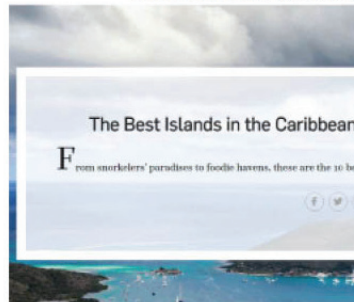 The Best Islands in the Caribbean
From snorkelers' paradises to foodie havens, these are the 10